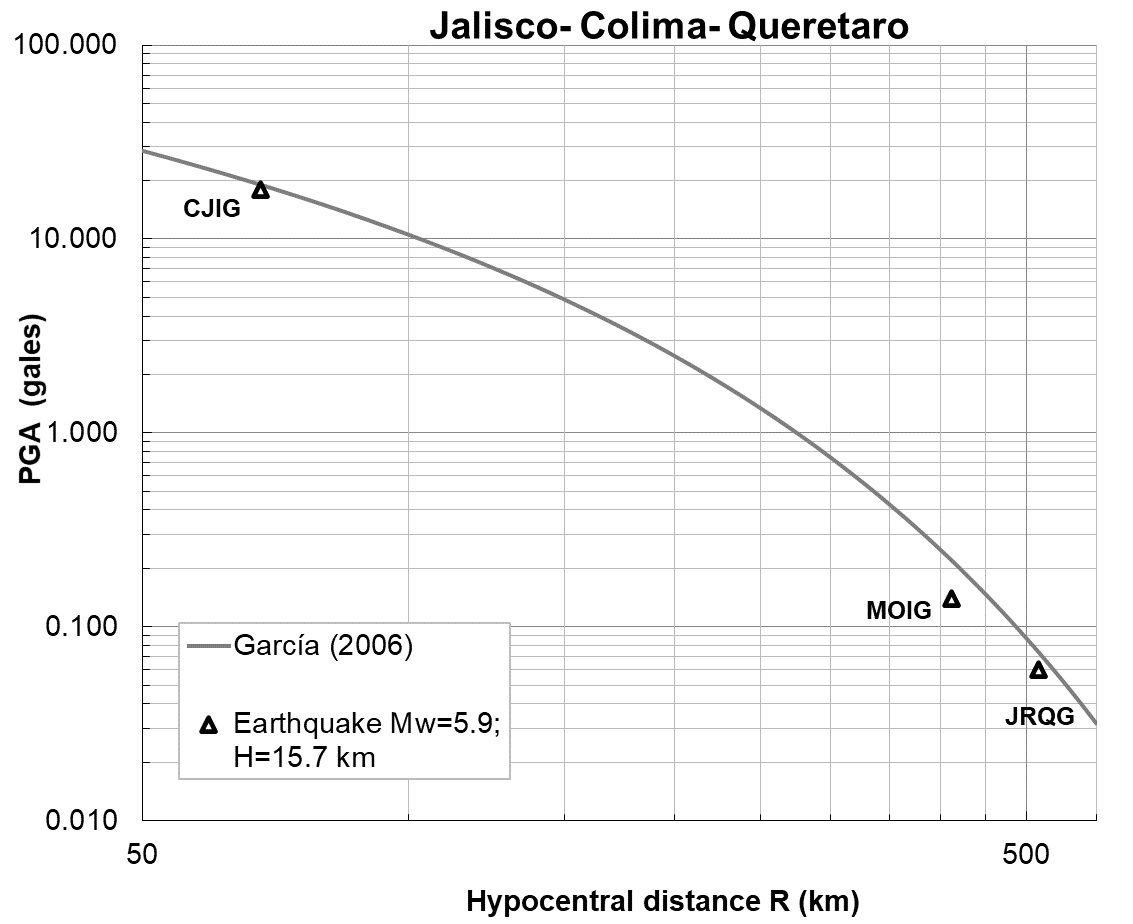 Jalisco- Colima- Queretaro
100.000
10.000
1.000
0.100
0.010
PGA (gales)
CJIG
MOIG
JRQG
García (2006)
Earthquake Mw=5.9;
H=15.7 km
50
500
Hypocentral distance R (km)